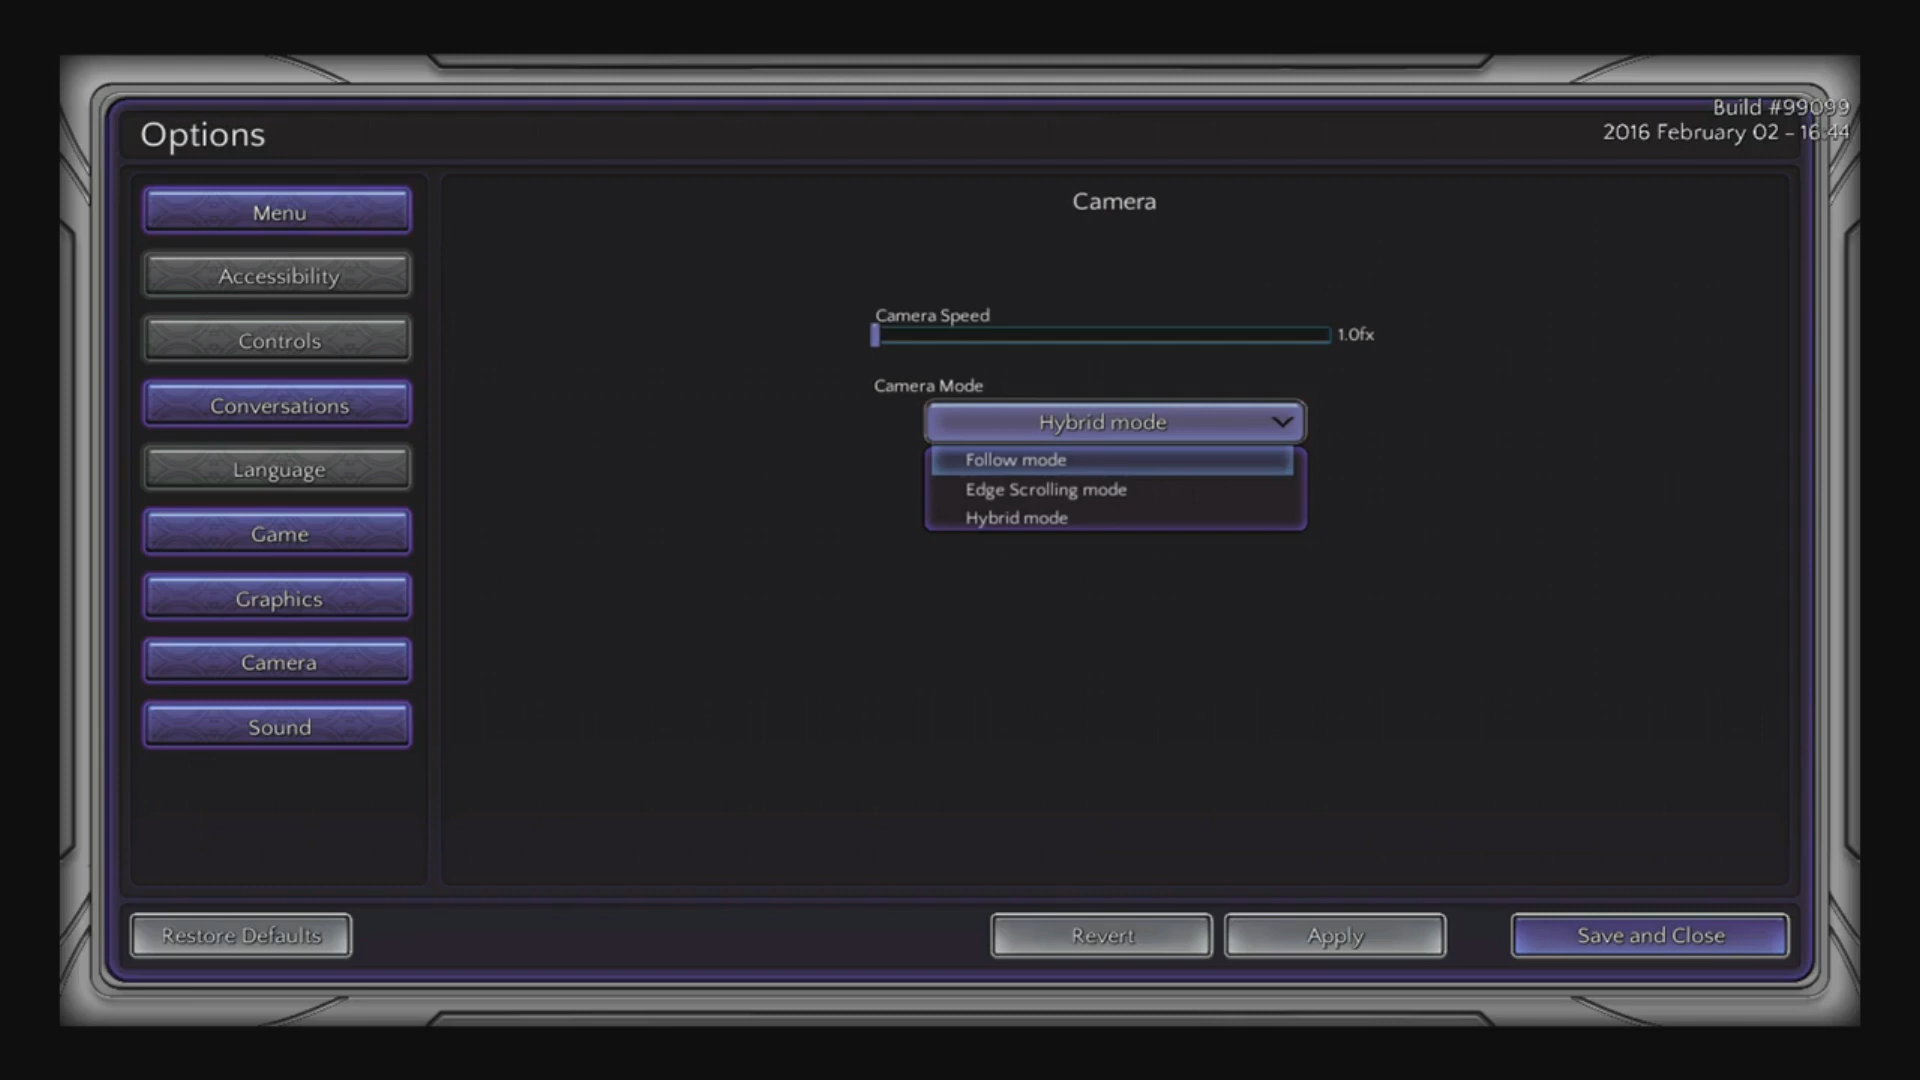 Build #99099
Options
2016 February 02 - 16:44
Menu
Accessibility
Controls
Conversations
Language
Game
Graphics
Camera
Sound
Camera
Camera Speed
1.0fx
Camera Mode
Hybrid mode
Follow mode
Edge Scrolling mode
Hybrid mode
Restore Defaults
Revert
Apply
Save and Close